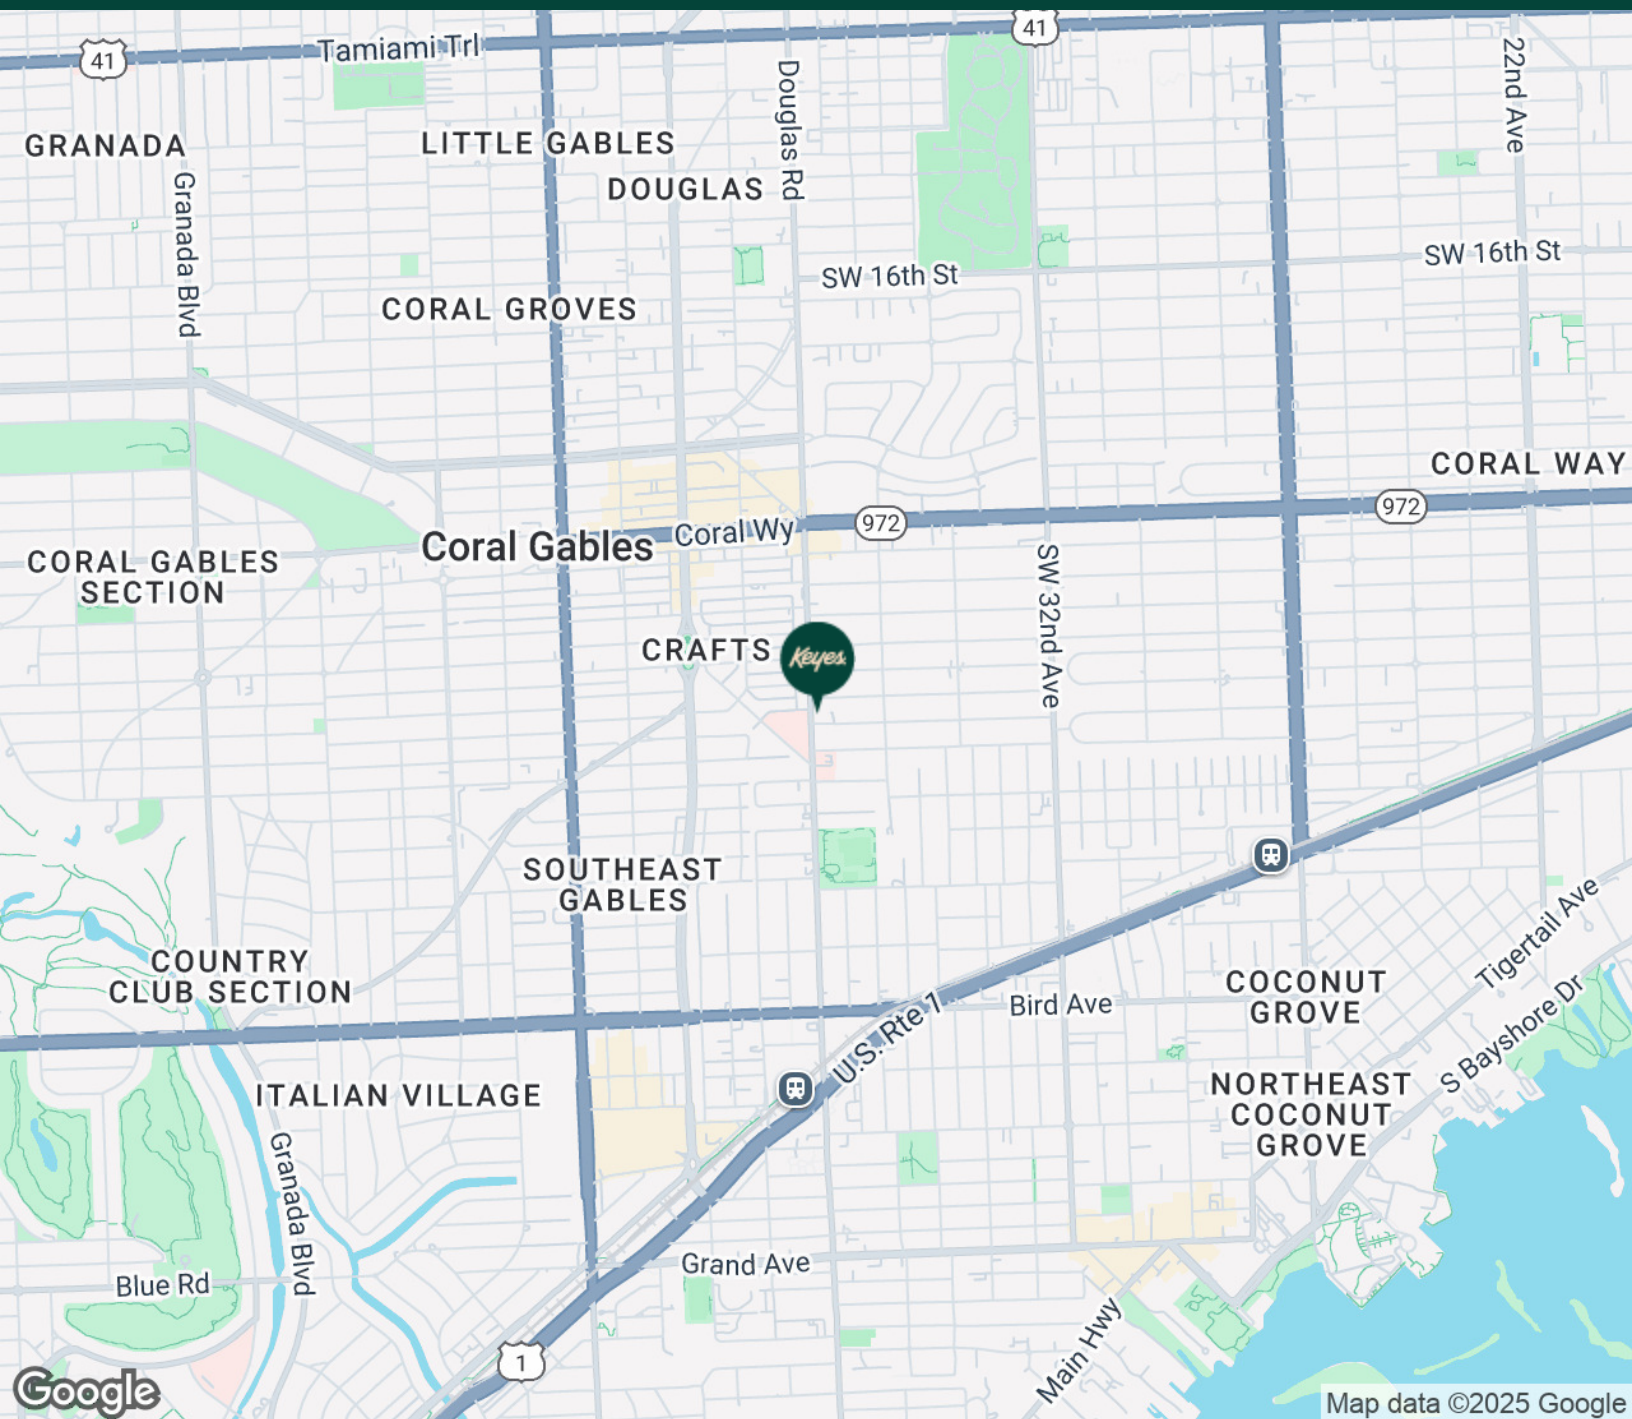 41
Tamiami Trl
41
22nd Ave
Douglas Rd
GRANADA
LITTLE GABLES
DOUGLAS
Granada Blvd
SW 16th St
SW 16th St
CORAL GROVES
CORAL WAY
972
972
Coral Wy
Coral Gables
CORAL GABLES
SECTION
SW 32nd Ave
CRAFTS
Keyes
SOUTHEAST
GABLES
Tigertail Ave
COUNTRY
CLUB SECTION
COCONUT
GROVE
Bird Ave
U.S. Rte 1
S Bayshore Dr
ITALIAN VILLAGE
NORTHEAST
COCONUT
GROVE
Granada Blvd
Grand Ave
Blue Rd
Main Hwy
1
Google
Map data ©2025 Google